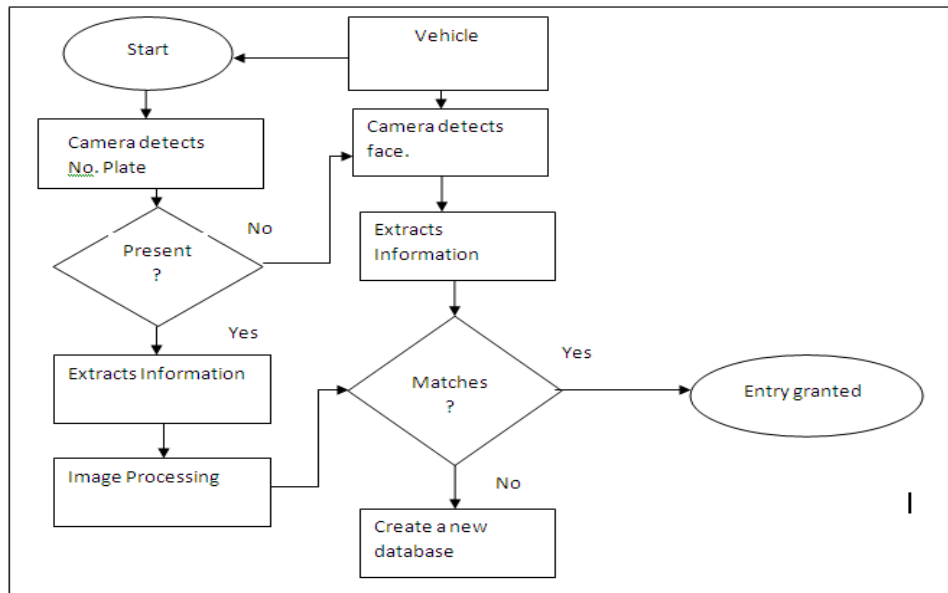 Start
Vehicle
Camera detects
No. Plate
Camera detects
face.
No
Present
?
Extracts
Information
Yes
Extracts Information
Matches
?
Yes
Entry granted
Image Processing
No
Create a new
database